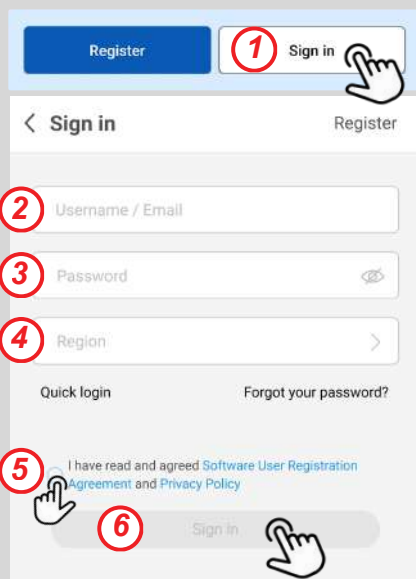 Register
1
Sign in
< Sign in
Register
2
Username / Email
3
Password
4
Region
Quick login
Forgot your password?
5
I have read and agreed Software User Registration
Agreement and Privacy Policy
6
Sign In